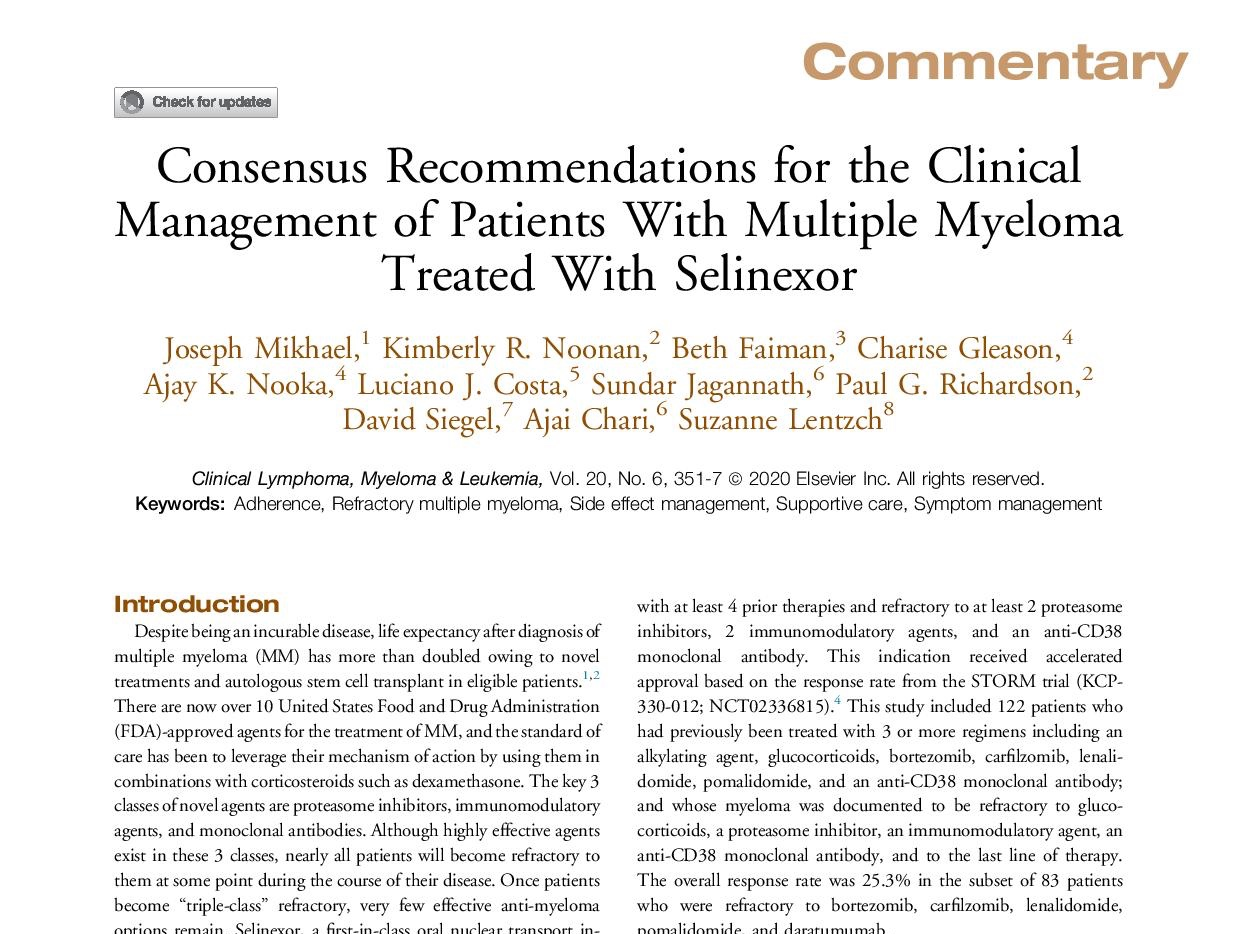 Commentary
Check for updates
Consensus Recommendations for the Clinical
Management of Patients With Multiple Myeloma
Treated With Selinexor
Joseph Mikhael,1 Kimberly R. Noonan,2 Beth Faiman,3 Charise Gleason,4
Ajay K. Nooka,4 Luciano J. Costa,5 Sundar Jagannath,6 Paul G. Richardson,2
David Siegel,7 Ajai Chari,6 Suzanne Lentzch8
Clinical Lymphoma, Myeloma & Leukemia, Vol. 20, No. 6, 351-7 © 2020 Elsevier Inc. All rights reserved.
Keywords: Adherence, Refractory multiple myeloma, Side effect management, Supportive care, Symptom management
Introduction
Despite being an incurable disease, life expectancy after diagnosis of
multiple myeloma (MM) has more than doubled owing to novel
treatments and autologous stem cell transplant in eligible patients.1,2
There are now over 10 United States Food and Drug Administration
(FDA)-approved agents for the treatment of MM, and the standard of
care has been to leverage their mechanism of action by using them in
combinations with corticosteroids such as dexamethasone. The key 3
classes of novel agents are proteasome inhibitors, immunomodulatory
agents, and monoclonal antibodies. Although highly effective agents
exist in these 3 classes, nearly all patients will become refractory to
them at some point during the course of their disease. Once patients
become “triple-class” refractory, very few effective anti-myeloma
options remain. Selinexor, a first-in-class oral nuclear transport in-
with at least 4 prior therapies and refractory to at least 2 proteasome
inhibitors, 2 immunomodulatory agents, and an anti-CD38
monoclonal antibody. This indication received accelerated
approval based on the response rate from the STORM trial (KCP-
330-012; NCT02336815).4 This study included 122 patients who
had previously been treated with 3 or more regimens including an
alkylating agent, glucocorticoids, bortezomib, carfilzomib, lenali-
domide, pomalidomide, and an anti-CD38 monoclonal antibody;
and whose myeloma was documented to be refractory to gluco-
corticoids, a proteasome inhibitor, an immunomodulatory agent, an
anti-CD38 monoclonal antibody, and to the last line of therapy.
The overall response rate was 25.3% in the subset of 83 patients
who were refractory to bortezomib, carfilzomib, lenalidomide,
pomalidomide, and daratumumab.